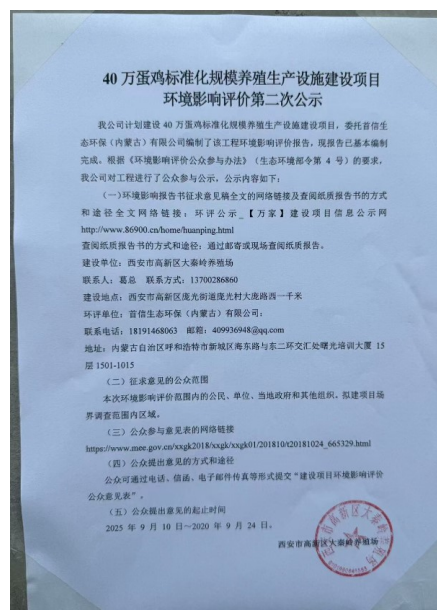 40 万蛋鸡标准化规模养殖生产设施建设项目
环境影响评价第二次公示
我公司计划建设 40 万蛋鸡标准化规模养殖生产设施建设项目，委托首信生
态环保（内蒙古）有限公司编制了该工程环境影响评价报告，现报告已基本编制
完成。根据《环境影响评价公众参与办法》（生态环境部令第 4 号）的要求，
我公司对工程进行了公众参与公示，公示内容如下：
（一）环境影响报告书征求意见稿全文的网络链接及查阅纸质报告书的方式
和途径全文网络链接：环评公示_【万家】建设项目信息公示网
http://www.86900.cn/home/huanping.html
查阅纸质报告书的方式和途径：通过邮寄或现场查阅纸质报告。
建设单位：西安市高新区大秦岭养殖场
联系人：葛总 联系方式：13700286860
建设地点：西安市高新区庞光街道庞光村大庞路西一千米
环评单位：首信生态环保（内蒙古）有限公司；
联系电话：18191468063 邮箱：409936948@qq.com
地址：内蒙古自治区呼和浩特市新城区海东路与东二环交汇处曙光培训大厦 15
层 1501-1015
（二）征求意见的公众范围
本次环境影响评价范围内的公民、单位、当地政府和其他组织。拟建项目场
界调查范围内区域。
（三）公众参与意见表的网络链接
https://www.mee.gov.cn/xxgk2018/xxgk/xxgk01/201810/t20181024_665329.html
（四）公众提出意见的方式和途径
公众可通过电话、信函、电子邮件传真等形式提交“建设项目环境影响评价
公众意见表”。
（五）公众提出意见的起止时间
2025 年 9 月 10 日～2020 年 9 月 24 日。
西安市高新区大秦岭养殖场